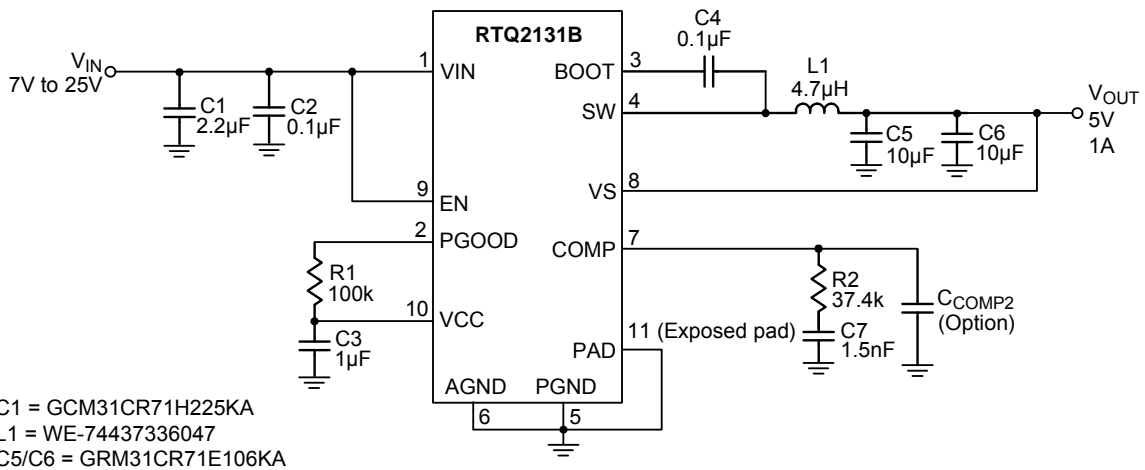 RTQ2131B
VIN
7V to 25V
C1
2.2µF
C2
0.1µF
1
VIN
9
EN
2
PGOOD
R1
100k
10
VCC
C3
1µF
BOOT
3
C4
0.1µF
SW
4
L1
4.7µH
C5
10µF
C6
10µF
VOUT
5V
1A
VS
8
COMP
7
R2
37.4k
C7
1.5nF
CCOMP2
(Option)
11 (Exposed pad)
PAD
AGND
PGND
6
5
C1 = GCM31CR71H225KA
L1 = WE-74437336047
C5/C6 = GRM31CR71E106KA